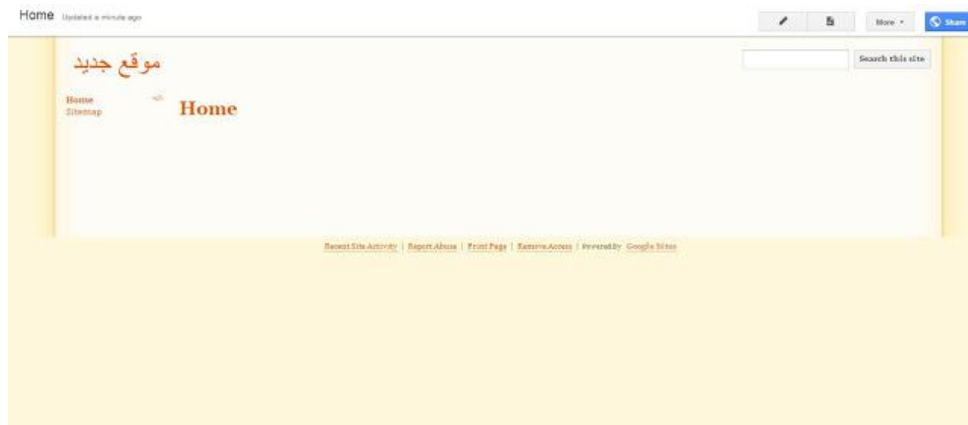 Home Updated a minute ago
More Share
موقع جديد
Search this site
Home
Sitemap
Home
Recent Site Activity | Report Abuse | Print Page | Remove Access | Powered By Google Sites